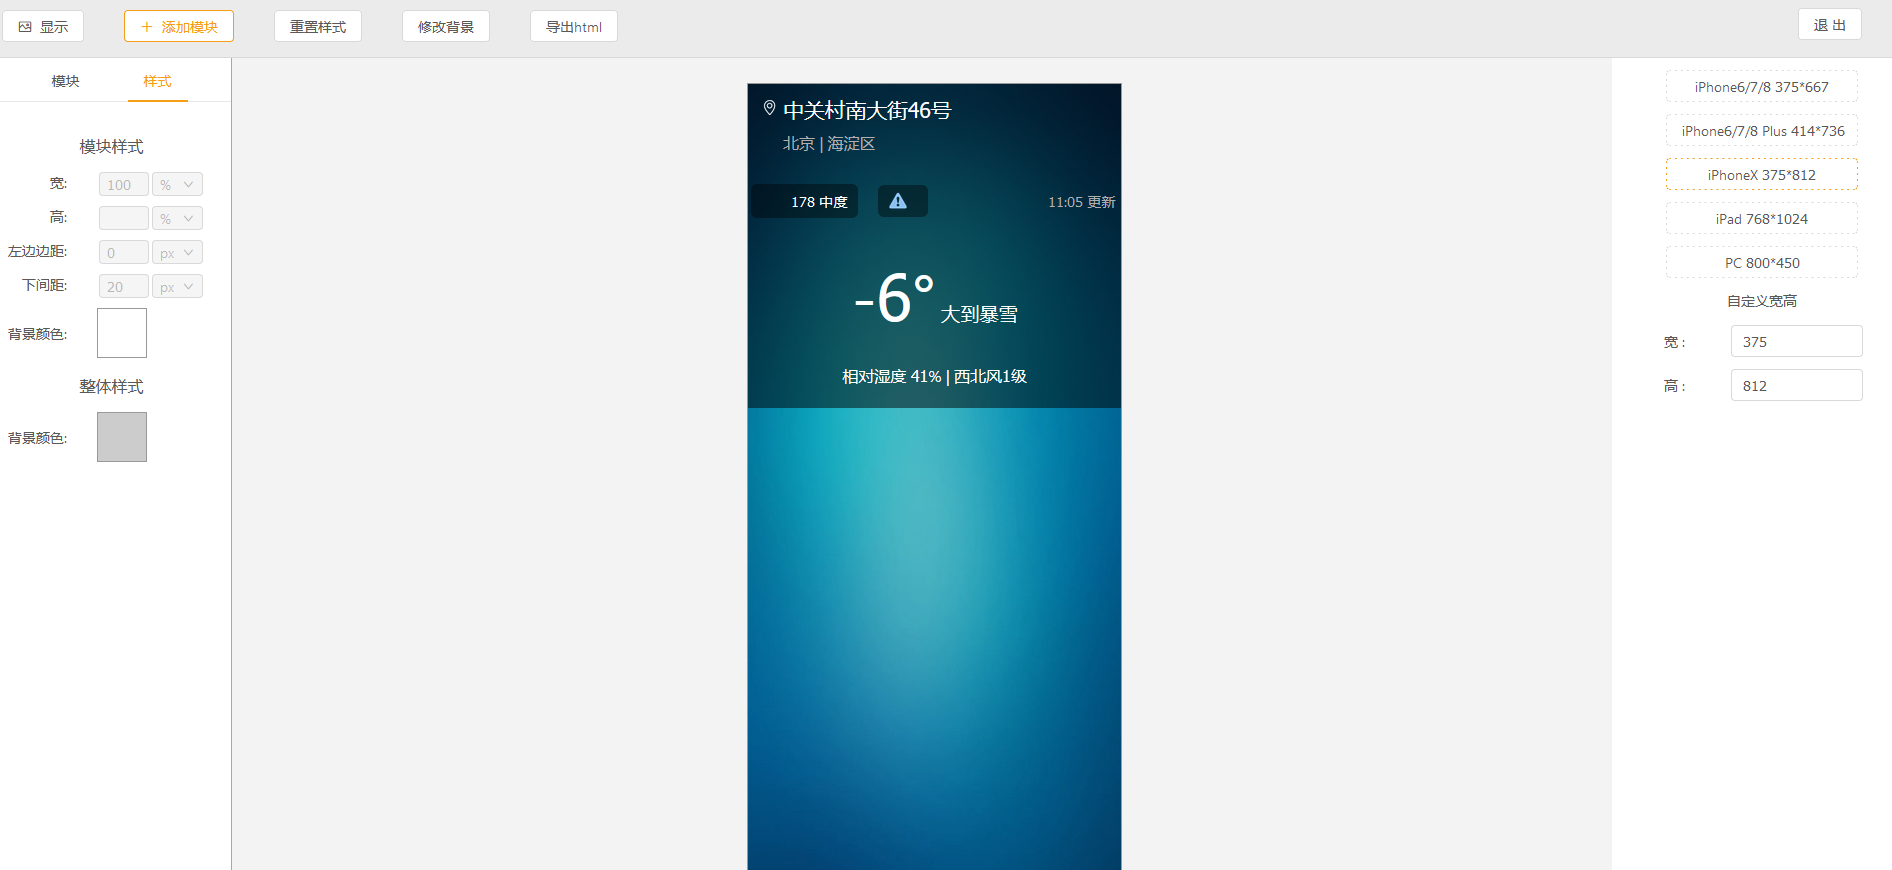 显示
添加模块
重置样式
修改背景
导出html
退 出
模块
样式
模块样式
宽:
100
%
高:
%
左边边距:
0
px
下间距:
20
px
背景颜色:
整体样式
背景颜色:
中关村南大街46号
北京 | 海淀区
178 中度
11:05 更新
-6°
大到暴雪
相对湿度 41% | 西北风1级
iPhone6/7/8 375*667
iPhone6/7/8 Plus 414*736
iPhoneX 375*812
iPad 768*1024
PC 800*450
自定义宽高
宽 :
375
高 :
812